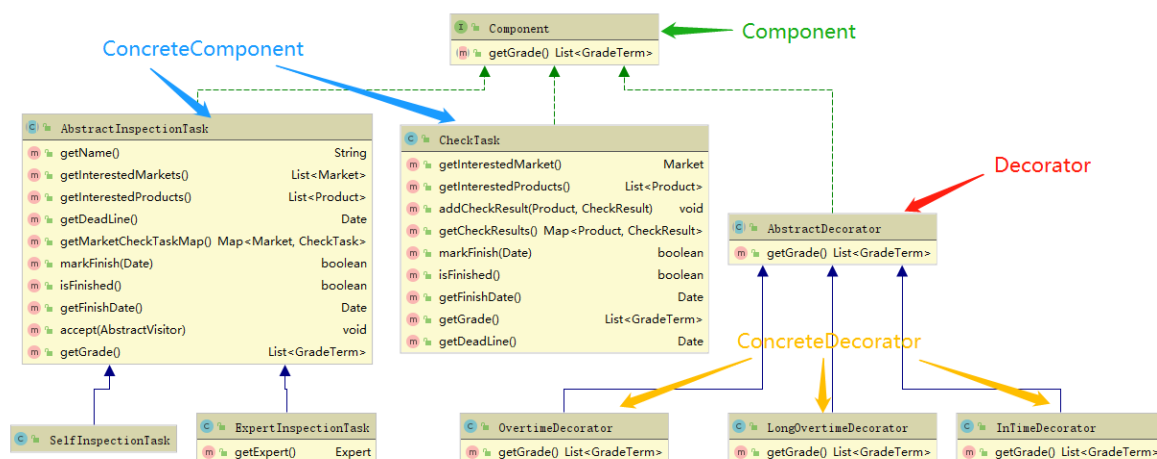 Component
getGrade() List<GradeTerm>
Component
ConcreteComponent
AbstractInspectionTask
getName() String
getInterestedMarkets() List<Market>
getInterestedProducts() List<Product>
getDeadLine() Date
getMarketCheckTaskMap() Map<Market, CheckTask>
markFinish(Date) boolean
isFinished() boolean
getFinishDate() Date
accept(AbstractVisitor) void
getGrade() List<GradeTerm>
CheckTask
getInterestedMarket() Market
getInterestedProducts() List<Product>
addCheckResult(Product, CheckResult) void
getCheckResults() Map<Product, CheckResult>
markFinish(Date) boolean
isFinished() boolean
getFinishDate() Date
getGrade() List<GradeTerm>
getDeadLine() Date
Decorator
AbstractDecorator
getGrade() List<GradeTerm>
ConcreteDecorator
SelfInspectionTask
ExpertInspectionTask
getExpert() Expert
OvertimeDecorator
getGrade() List<GradeTerm>
LongOvertimeDecorator
getGrade() List<GradeTerm>
InTimeDecorator
getGrade() List<GradeTerm>